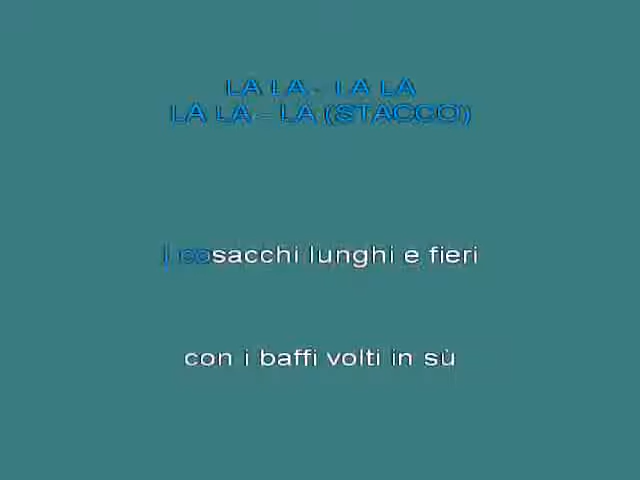 LA LA - LA LA
LA LA - LA (STACCO)
I cosacchi lunghi e fieri
con i baffi volti in sù